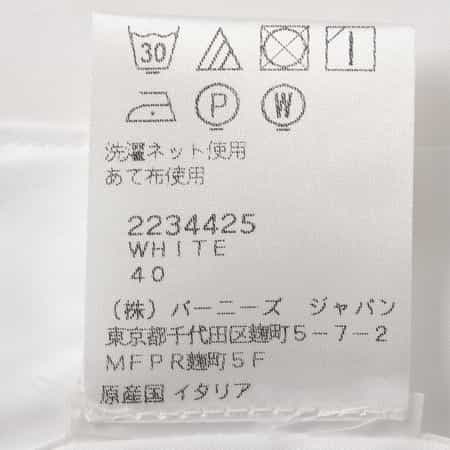 30
P W
洗濯ネット使用
あて布使用
2234425
WHITE
40
(株)バーニーズ ジャパン
東京都千代田区麹町5-7-2
MFPR麹町5F
原産国 イタリア